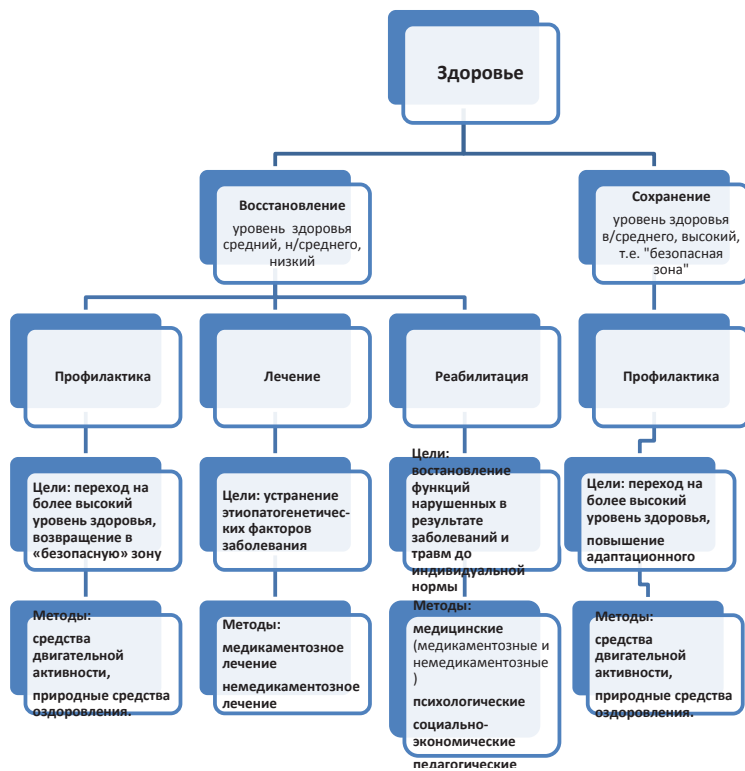 Здоровье
Восстановление
уровень здоровья
средний, н/среднего,
низкий
Сохранение
уровень здоровья
в/среднего, высокий,
т.е. "безопасная
зона"
Профилактика
Лечение
Реабилитация
Профилактика
Цели: переход на
более высокий
уровень здоровья,
возвращение в
«безопасную» зону
Цели: устранение
этиопатогенетичес-
ких факторов
заболевания
Цели:
востановление
функций
нарушенных в
результате
заболеваний и
травм до
индивидуальной
нормы
Цели: переход на
более высокий
уровень здоровья,
повышение
адаптационного
Методы:
средства
двигательной
активности,
природные средства
оздоровления.
Методы:
медикаментозное
лечение
немедикаментозное
лечение
Методы:
медицинские
(медикаментозные и
немедикаментозные
)
психологические
социально-
экономические
педагогические
Методы:
средства
двигательной
активности,
природные средства
оздоровления.